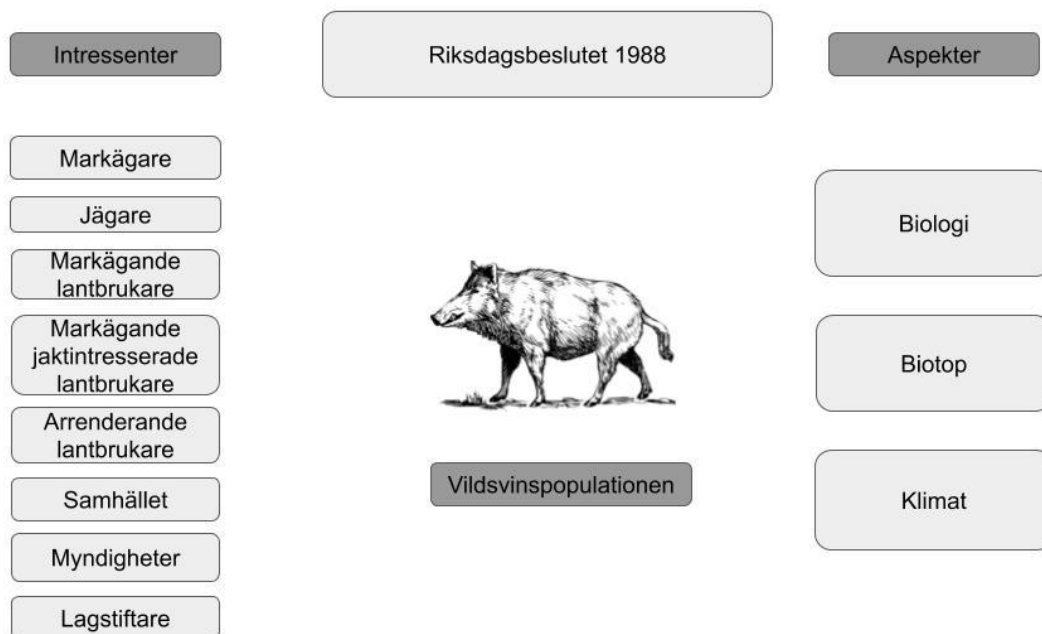 Intressenter
Riksdagsbeslutet 1988
Aspekter
Markägare
Jägare
Markägande
lantbrukare
Markägande
jaktintresserade
lantbrukare
Arrenderande
lantbrukare
Samhället
Myndigheter
Lagstiftare
Vildsvinspopulationen
Biologi
Biotop
Klimat